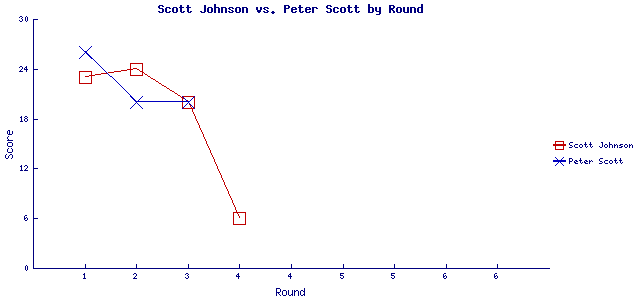 Scott Johnson vs. Peter Scott by Round
30
24
18
12
6
0
Score
1 2 3 4 4 5 5 6 6
Round
Scott Johnson
Peter Scott